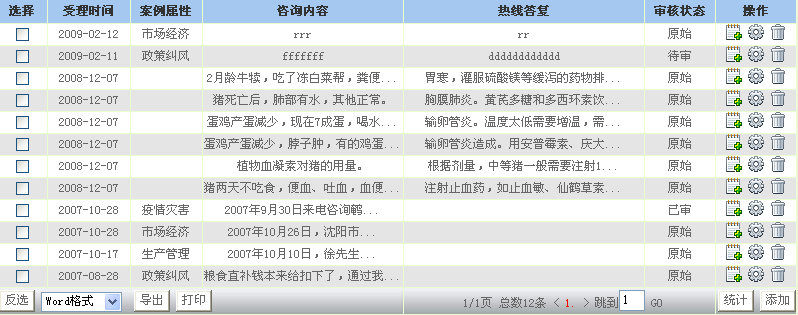 选择 受理时间 案例属性 咨询内容 热线答复 审核状态 操作
2009-02-12 市场经济 rrr rr 原始
2009-02-11 政策纠风 fffffff dddddddddddd 待审
2008-12-07 2月龄牛犊，吃了冻白菜帮，粪便... 胃寒，灌服硫酸镁等缓泻的药物排... 原始
2008-12-07 猪死亡后，肺部有水，其他正常。 胸膜肺炎。黄芪多糖和多西环素饮... 原始
2008-12-07 蛋鸡产蛋减少，现在7成蛋，喝水... 输卵管炎。温度太低需要增温，需... 原始
2008-12-07 蛋鸡产蛋减少，脖子肿，有的鸡蛋... 输卵管炎造成。用安普霉素、庆大... 原始
2008-12-07 植物血凝素对猪的用量。 根据剂量，中等猪一般需要注射1... 原始
2008-12-07 猪两天不吃食，便血、吐血，血便... 注射止血药，如止血敏、仙鹤草素... 原始
2007-10-28 疫情灾害 2007年9月30日来电咨询鹌... 已审
2007-10-28 市场经济 2007年10月26日，沈阳市... 原始
2007-10-17 生产管理 2007年10月10日，徐先生... 原始
2007-08-28 政策纠风 粮食直补钱本来给扣下了，通过我... 原始
反选 Word格式 导出 打印 1/1页 总数12条 < 1. > 跳到 1 GO 统计 添加